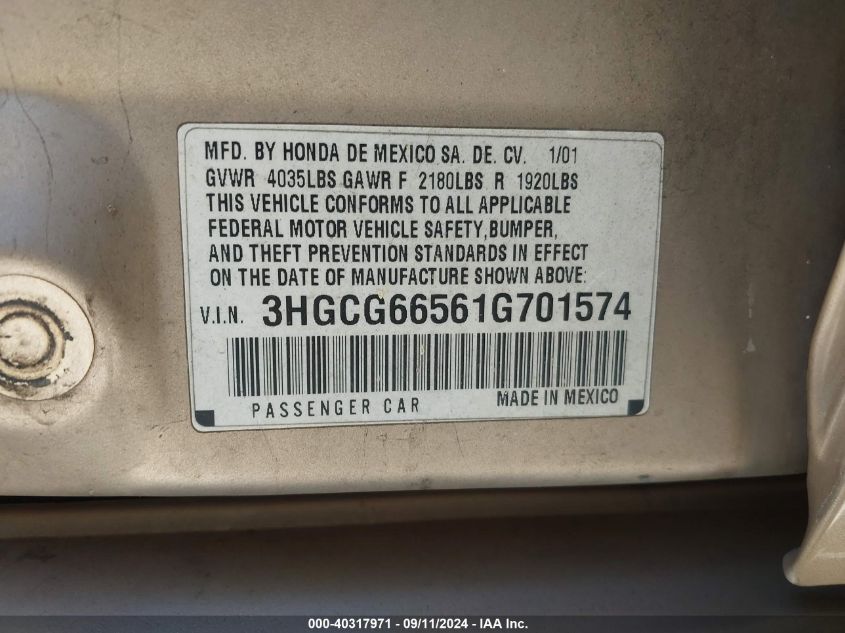 MFD. BY HONDA DE MEXICO SA. DE. CV. 1/01
GVWR 4035LBS GAWR F 2180LBS R 1920LBS
THIS VEHICLE CONFORMS TO ALL APPLICABLE
FEDERAL MOTOR VEHICLE SAFETY,BUMPER,
AND THEFT PREVENTION STANDARDS IN EFFECT
ON THE DATE OF MANUFACTURE SHOWN ABOVE:
V.I.N. 3HGCG66561G701574
PASSENGER CAR MADE IN MEXICO
000-40317971 - 09/11/2024 - IAA Inc.